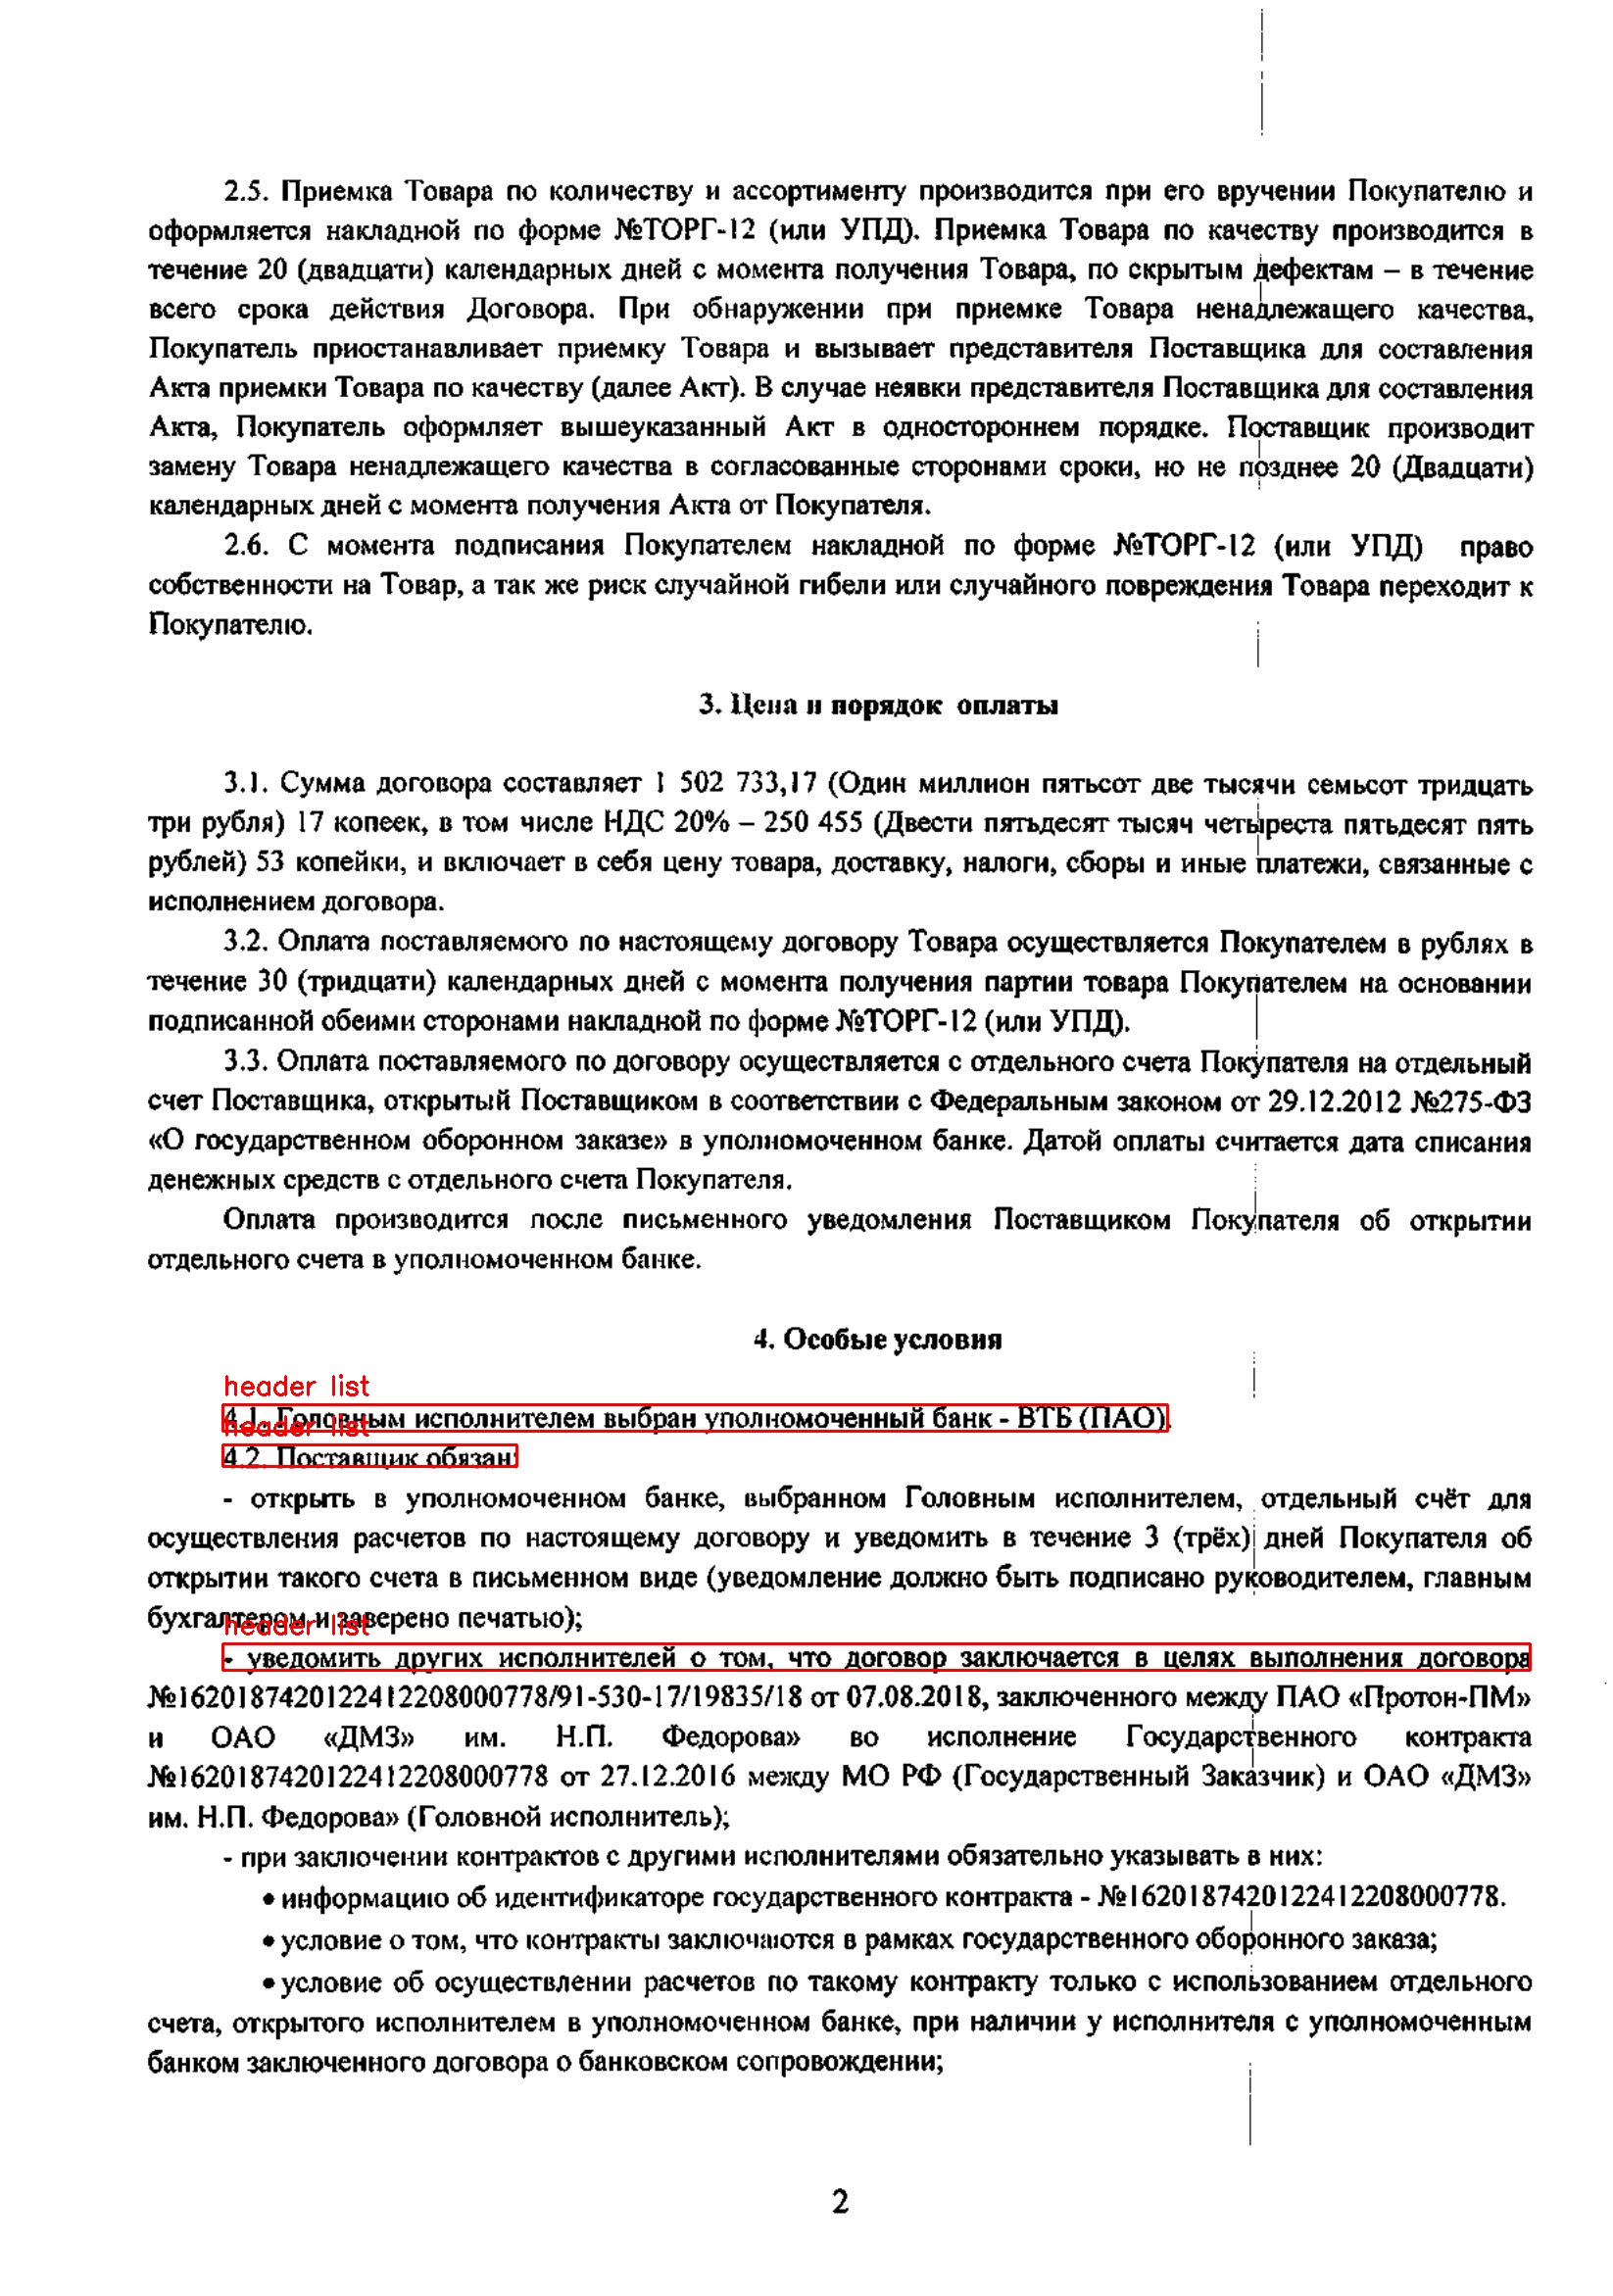 2.5. Приемка Товара по количеству и ассортименту производится при его вручении Покупателю и
оформляется накладной по форме №ТОРГ-12 (или УПД). Приемка Товара по качеству производится в
течение 20 (двадцати) календарных дней с момента получения Товара, по скрытым дефектам – в течение
всего срока действия Договора. При обнаружении при приемке Товара ненадлежащего качества,
Покупатель приостанавливает приемку Товара и вызывает представителя Поставщика для составления
Акта приемки Товара по качеству (далее Акт). В случае неявки представителя Поставщика для составления
Акта, Покупатель оформляет вышеуказанный Акт в одностороннем порядке. Поставщик производит
замену Товара ненадлежащего качества в согласованные сторонами сроки, но не позднее 20 (Двадцати)
календарных дней с момента получения Акта от Покупателя.
2.6. С момента подписания Покупателем накладной по форме №ТОРГ-12 (или УПД) право
собственности на Товар, а так же риск случайной гибели или случайного повреждения Товара переходит к
Покупателю.
3. Цена и порядок оплаты
3.1. Сумма договора составляет 1 502 733,17 (Один миллион пятьсот две тысячи семьсот тридцать
три рубля) 17 копеек, в том числе НДС 20% – 250 455 (Двести пятьдесят тысяч четыреста пятьдесят пять
рублей) 53 копейки, и включает в себя цену товара, доставку, налоги, сборы и иные платежи, связанные с
исполнением договора.
3.2. Оплата поставляемого по настоящему договору Товара осуществляется Покупателем в рублях в
течение 30 (тридцати) календарных дней с момента получения партии товара Покупателем на основании
подписанной обеими сторонами накладной по форме №ТОРГ-12 (или УПД).
3.3. Оплата поставляемого по договору осуществляется с отдельного счета Покупателя на отдельный
счет Поставщика, открытый Поставщиком в соответствии с Федеральным законом от 29.12.2012 №275-ФЗ
«О государственном оборонном заказе» в уполномоченном банке. Датой оплаты считается дата списания
денежных средств с отдельного счета Покупателя.
Оплата производится после письменного уведомления Поставщиком Покупателя об открытии
отдельного счета в уполномоченном банке.
4. Особые условия
header list
4.1. Головным исполнителем выбран уполномоченный банк - ВТБ (ПАО).
header list
4.2. Поставщик обязан:
- открыть в уполномоченном банке, выбранном Головным исполнителем, отдельный счёт для
осуществления расчетов по настоящему договору и уведомить в течение 3 (трёх) дней Покупателя об
открытии такого счета в письменном виде (уведомление должно быть подписано руководителем, главным
бухгалтером и заверено печатью);
header list
- уведомить других исполнителей о том, что договор заключается в целях выполнения договора
№1620187420122412208000778/91-530-17/19835/18 от 07.08.2018, заключенного между ПАО «Протон-ПМ»
и ОАО «ДМЗ» им. Н.П. Федорова» во исполнение Государственного контракта
№1620187420122412208000778 от 27.12.2016 между МО РФ (Государственный Заказчик) и ОАО «ДМЗ»
им. Н.П. Федорова» (Головной исполнитель);
- при заключении контрактов с другими исполнителями обязательно указывать в них:
• информацию об идентификаторе государственного контракта - №1620187420122412208000778.
• условие о том, что контракты заключаются в рамках государственного оборонного заказа;
• условие об осуществлении расчетов по такому контракту только с использованием отдельного
счета, открытого исполнителем в уполномоченном банке, при наличии у исполнителя с уполномоченным
банком заключенного договора о банковском сопровождении;
2